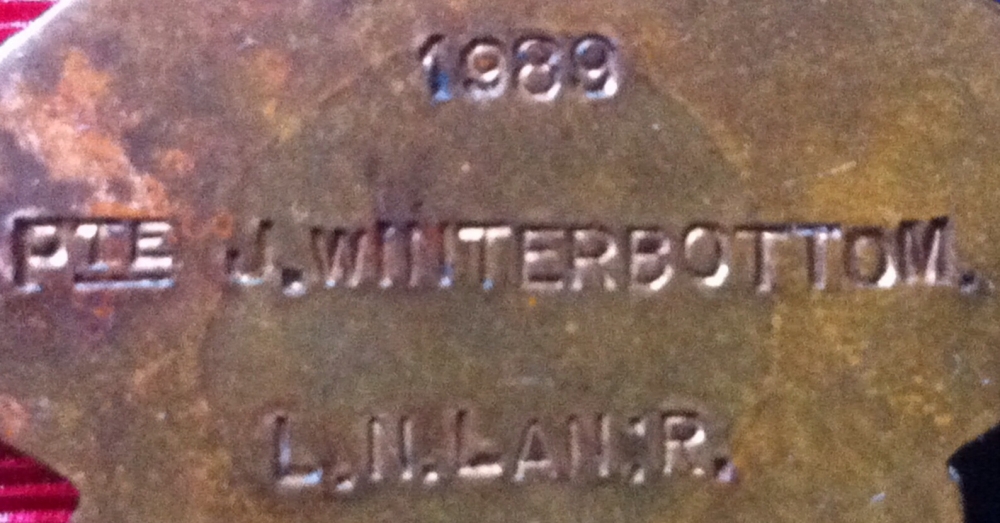 1989
PTE J. WINTERBOTTOM.
L.N.LAN:R.